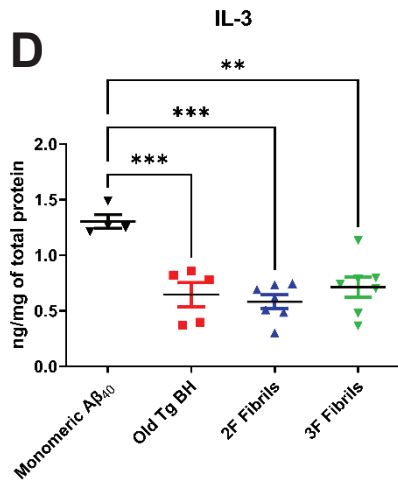 IL-3
D
**
***
***
ng/mg of total protein
2.0
1.5
1.0
0.5
0.0
Monomeric Aβ₄₀
Old Tg BH
2F Fibrils
3F Fibrils